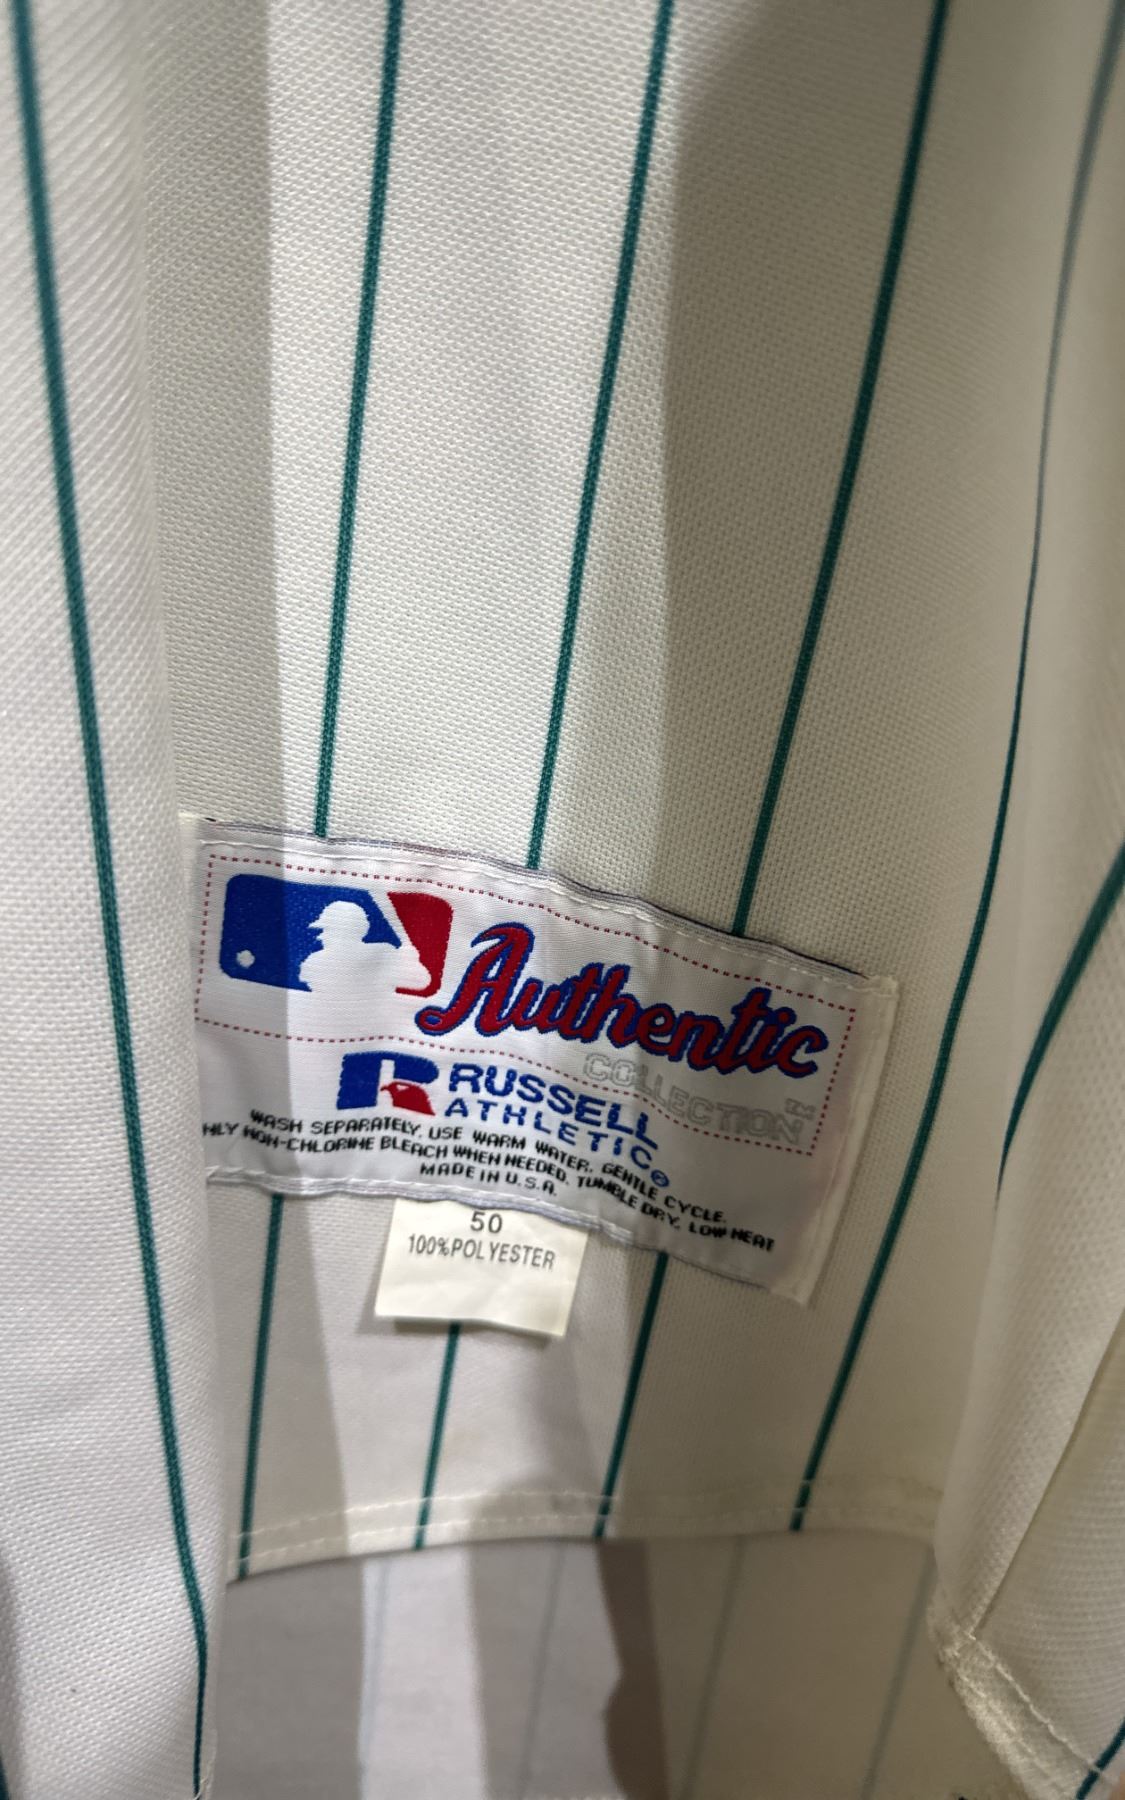 Authentic
COLLECTION™
RUSSELL
ATHLETIC®
WASH SEPARATELY. USE WARM WATER. GENTLE CYCLE.
NON-CHLORINE BLEACH WHEN NEEDED. TUMBLE DRY. LOW HEAT
MADE IN U.S.A.
50
100%POLYESTER